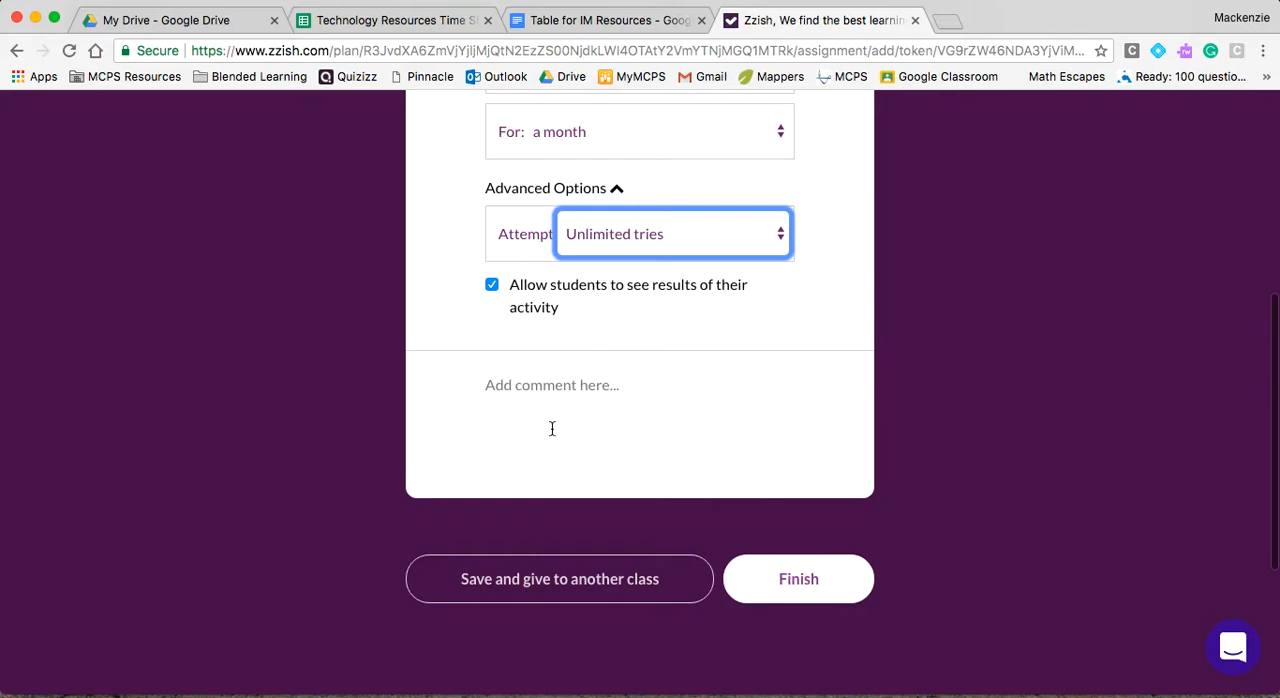 My Drive - Google Drive
Technology Resources Time S
Table for IM Resources - Goog
Zzish, We find the best learnin
Mackenzie
Secure
https://www.zzish.com/plan/R3JvdXA6ZmVjYjljMjQtN2EzZS00NjdkLWI4OTAtY2VmYTNjMGQ1MTRk/assignment/add/token/VG9rZW46NDA3YjViM...
Apps
MCPS Resources
Blended Learning
Quizizz
Pinit
Outlook
Drive
MyMCPS
Gmail
Mappers
MCPS
Google Classroom
Math Escapes
Ready: 100 questio...
For: a month
Advanced Options
Attempt Unlimited tries
Allow students to see results of their
activity
Add comment here...
Save and give to another class
Finish